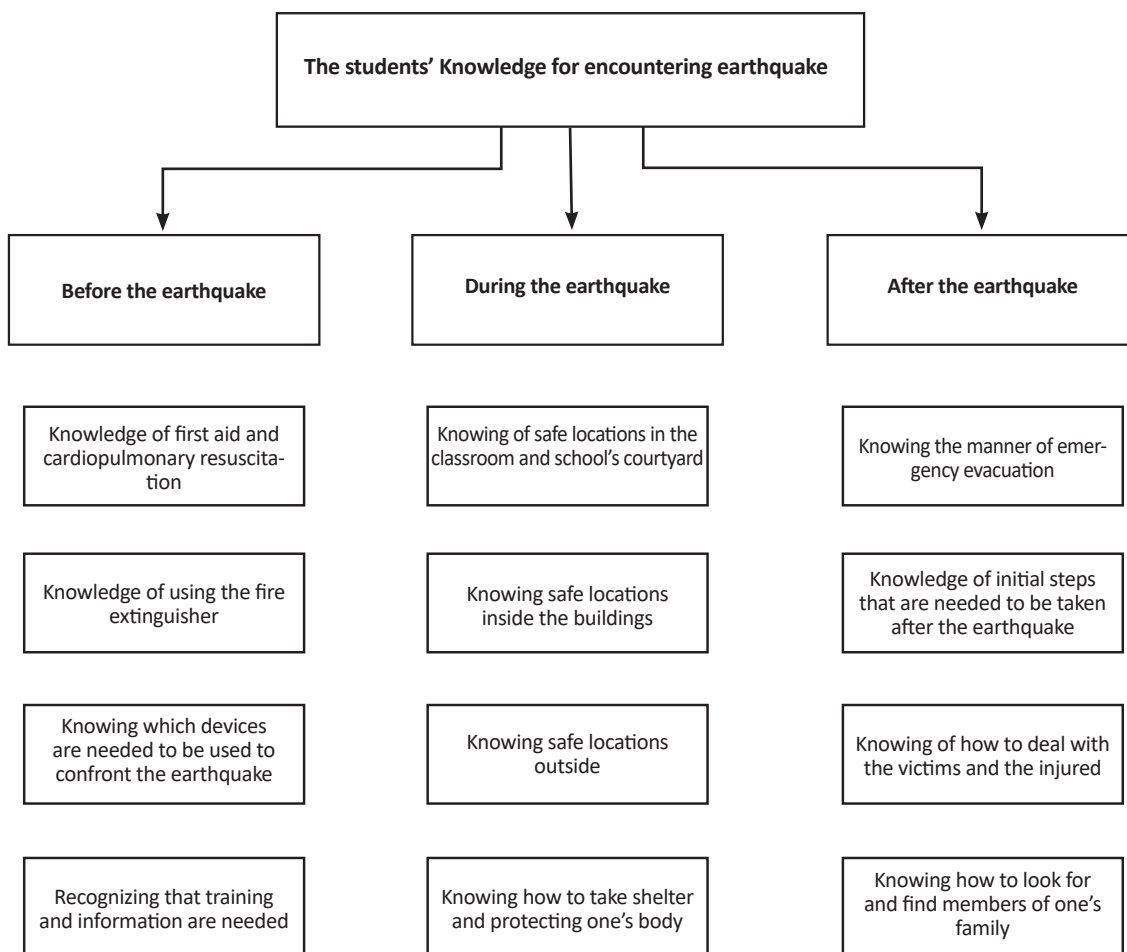 The students’ Knowledge for encountering earthquake
Before the earthquake
During the earthquake
After the earthquake
Knowledge of first aid and
cardiopulmonary resuscita-
tion
Knowing of safe locations in the
classroom and school’s courtyard
Knowing the manner of emer-
gency evacuation
Knowledge of using the fire
extinguisher
Knowing safe locations
inside the buildings
Knowledge of initial steps
that are needed to be taken
after the earthquake
Knowing which devices
are needed to be used to
confront the earthquake
Knowing safe locations
outside
Knowing of how to deal with
the victims and the injured
Recognizing that training
and information are needed
Knowing how to take shelter
and protecting one’s body
Knowing how to look for
and find members of one’s
family